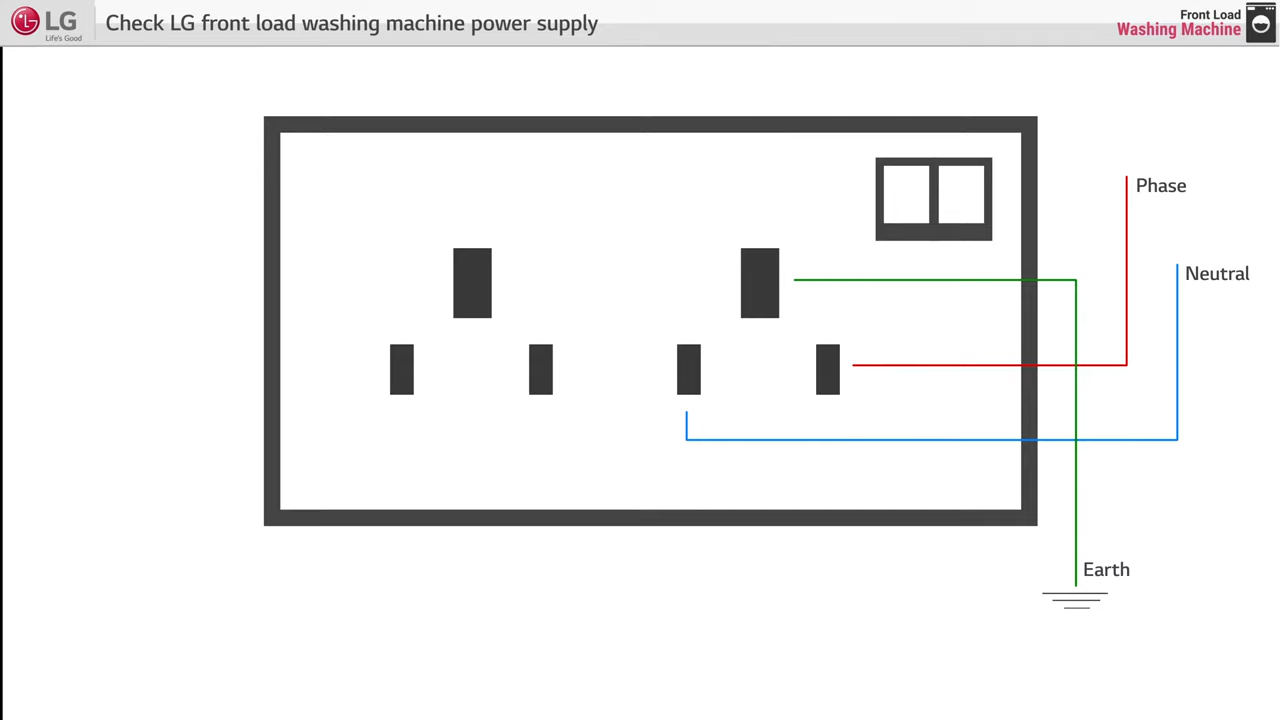 LG
Life's Good
Check LG front load washing machine power supply
Front Load
Washing Machine
Phase
Neutral
Earth